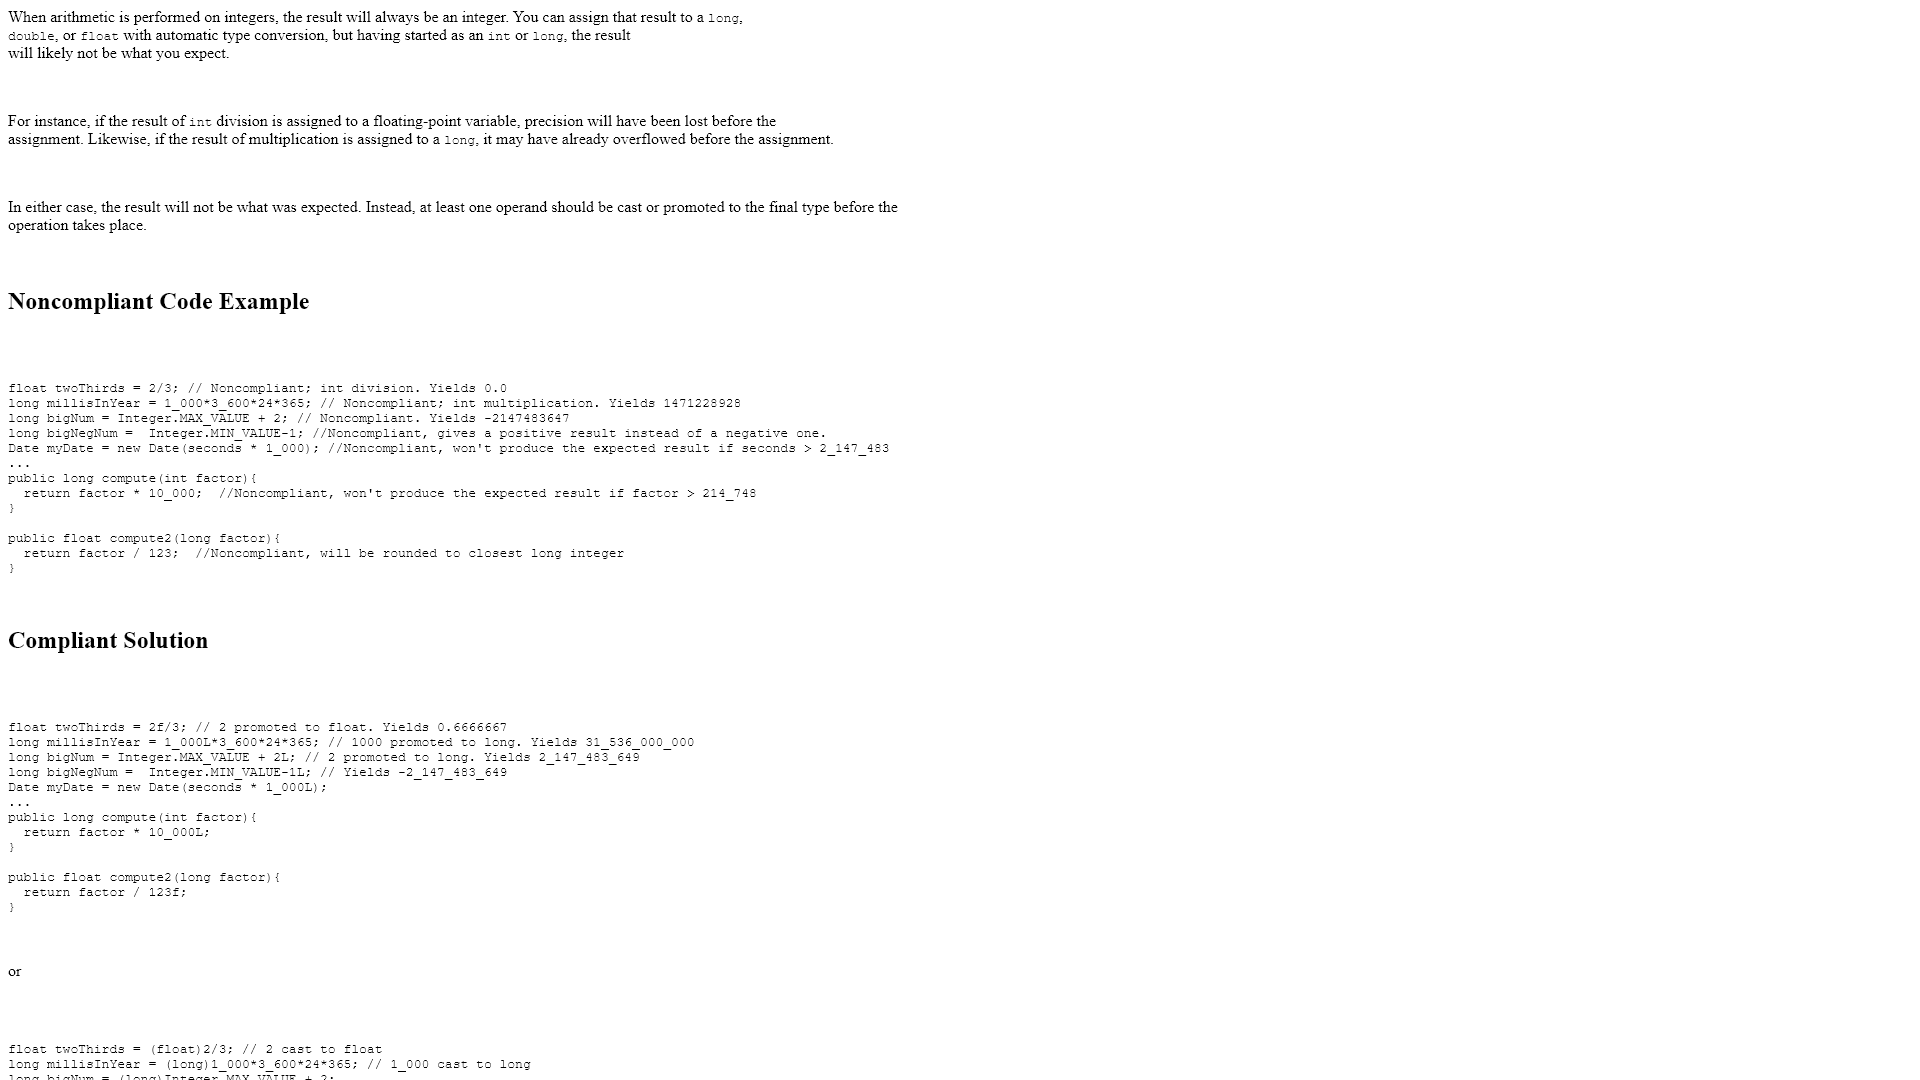 When arithmetic is performed on integers, the result will always be an integer. You can assign that result to a long,
double, or float with automatic type conversion, but having started as an int or long, the result
will likely not be what you expect.
For instance, if the result of int division is assigned to a floating-point variable, precision will have been lost before the
assignment. Likewise, if the result of multiplication is assigned to a long, it may have already overflowed before the assignment.
In either case, the result will not be what was expected. Instead, at least one operand should be cast or promoted to the final type before the
operation takes place.
Noncompliant Code Example
float twoThirds = 2/3; // Noncompliant; int division. Yields 0.0
long millisInYear = 1_000*3_600*24*365; // Noncompliant; int multiplication. Yields 1471228928
long bigNum = Integer.MAX_VALUE + 2; // Noncompliant. Yields -2147483647
long bigNegNum =  Integer.MIN_VALUE-1; //Noncompliant, gives a positive result instead of a negative one.
Date myDate = new Date(seconds * 1_000); //Noncompliant, won't produce the expected result if seconds > 2_147_483
...
public long compute(int factor){
  return factor * 10_000;  //Noncompliant, won't produce the expected result if factor > 214_748
}
public float compute2(long factor){
  return factor / 123;  //Noncompliant, will be rounded to closest long integer
}
Compliant Solution
float twoThirds = 2f/3; // 2 promoted to float. Yields 0.6666667
long millisInYear = 1_000L*3_600*24*365; // 1000 promoted to long. Yields 31_536_000_000
long bigNum = Integer.MAX_VALUE + 2L; // 2 promoted to long. Yields 2_147_483_649
long bigNegNum =  Integer.MIN_VALUE-1L; // Yields -2_147_483_649
Date myDate = new Date(seconds * 1_000L);
...
public long compute(int factor){
  return factor * 10_000L;
}
public float compute2(long factor){
  return factor / 123f;
}
or
float twoThirds = (float)2/3; // 2 cast to float
long millisInYear = (long)1_000*3_600*24*365; // 1_000 cast to long
long bigNum = (long)Integer.MAX_VALUE + 2;